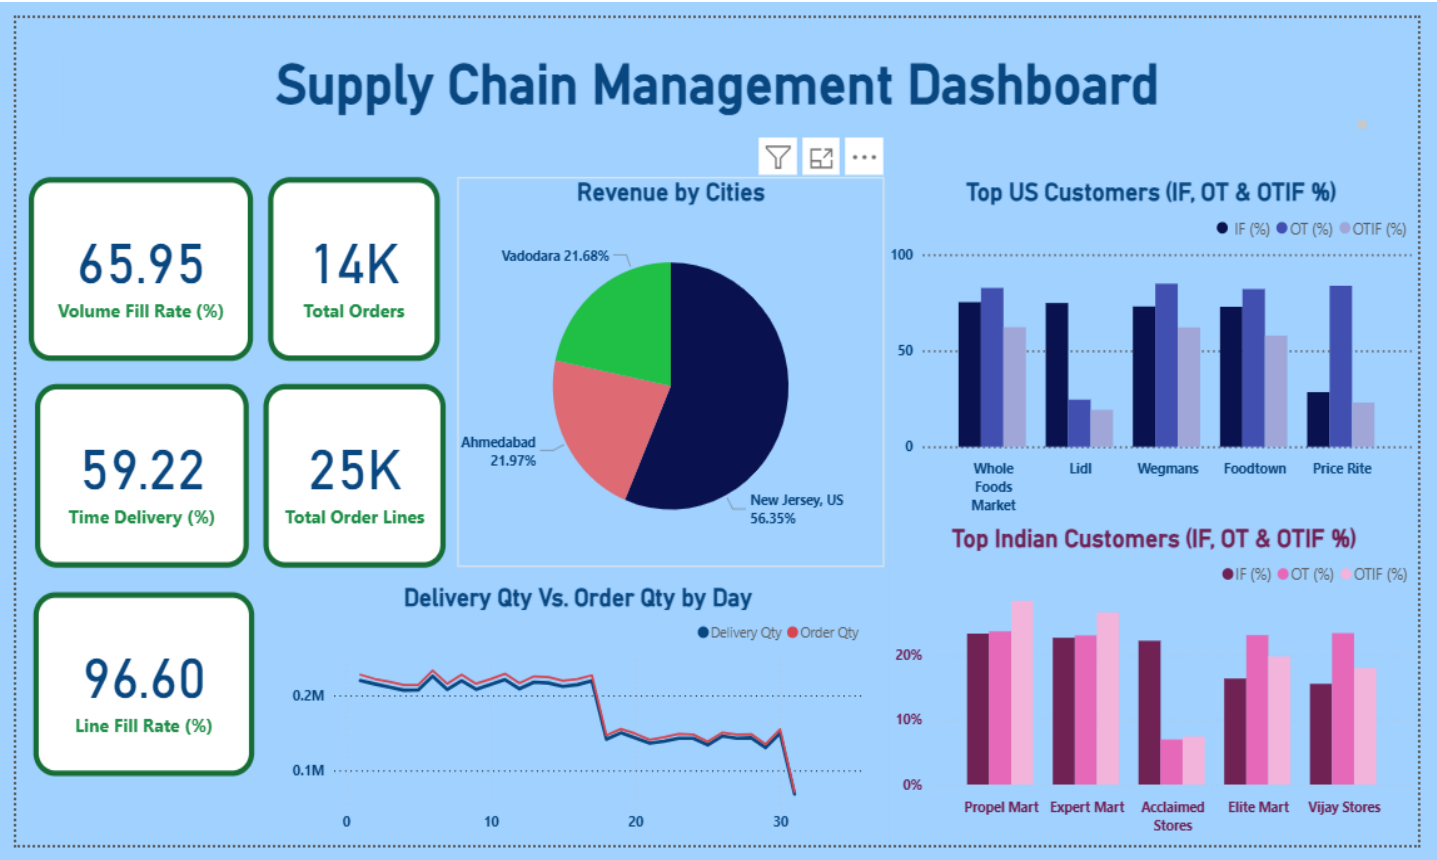 Supply Chain Management Dashboard
65.95
Volume Fill Rate (%)
14K
Total Orders
59.22
Time Delivery (%)
25K
Total Order Lines
96.60
Line Fill Rate (%)
Revenue by Cities
Vadodara 21.68%
Ahmedabad
21.97%
New Jersey, US
56.35%
Delivery Qty Vs. Order Qty by Day
Delivery Qty Order Qty
0.2M
0.1M
0 10 20 30
Top US Customers (IF, OT & OTIF %)
IF (%) OT (%) OTIF (%)
100
50
0
Whole
Foods
Market
Lidl
Wegmans
Foodtown
Price Rite
Top Indian Customers (IF, OT & OTIF %)
IF (%) OT (%) OTIF (%)
20%
10%
0%
Propel Mart
Expert Mart
Acclaimed
Stores
Elite Mart
Vijay Stores